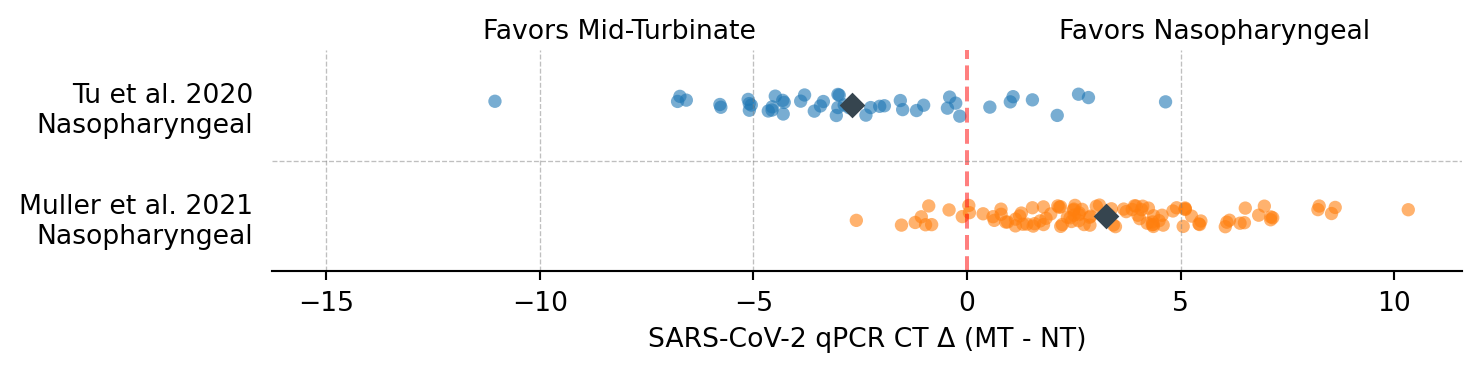 Favors Mid-Turbinate
Favors Nasopharyngeal
Tu et al. 2020
Nasopharyngeal
Muller et al. 2021
Nasopharyngeal
−15
−10
−5
0
5
10
SARS-CoV-2 qPCR CT Δ (MT - NT)